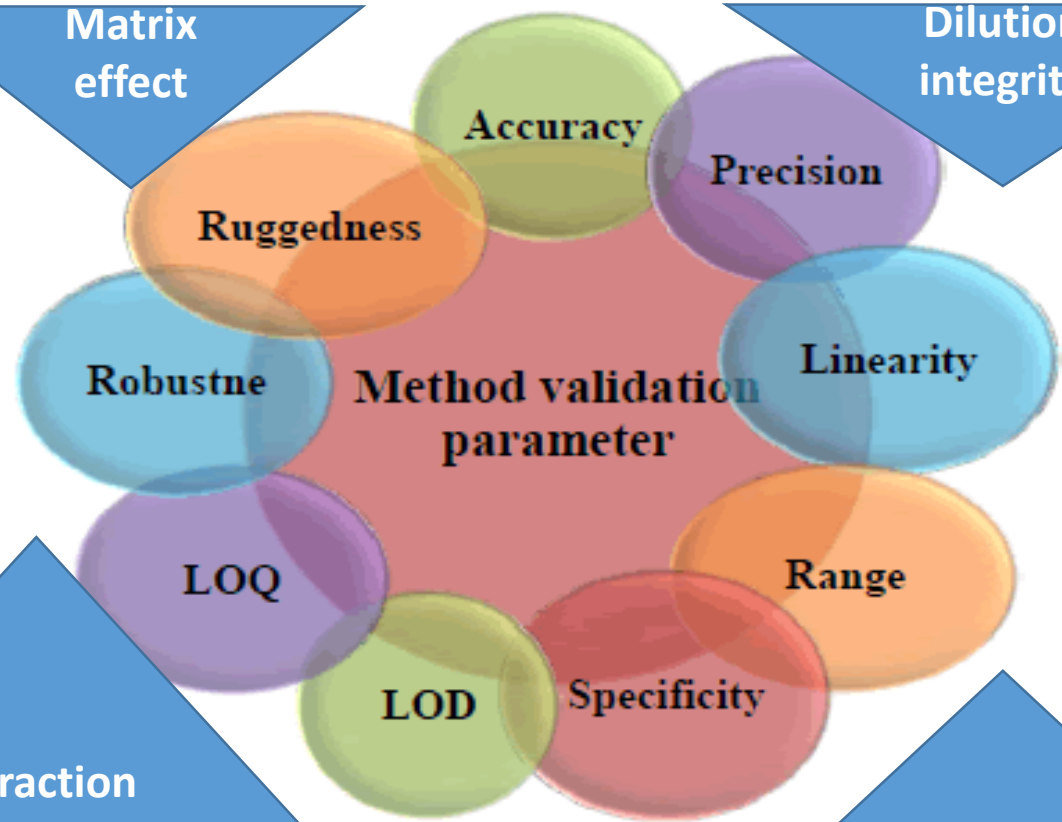 Matrix
effect
Dilution
integrit
Accuracy
Precision
Ruggedness
Linearity
Robustne
Method validation
parameter
LOQ
Range
LOD
Specificity
raction